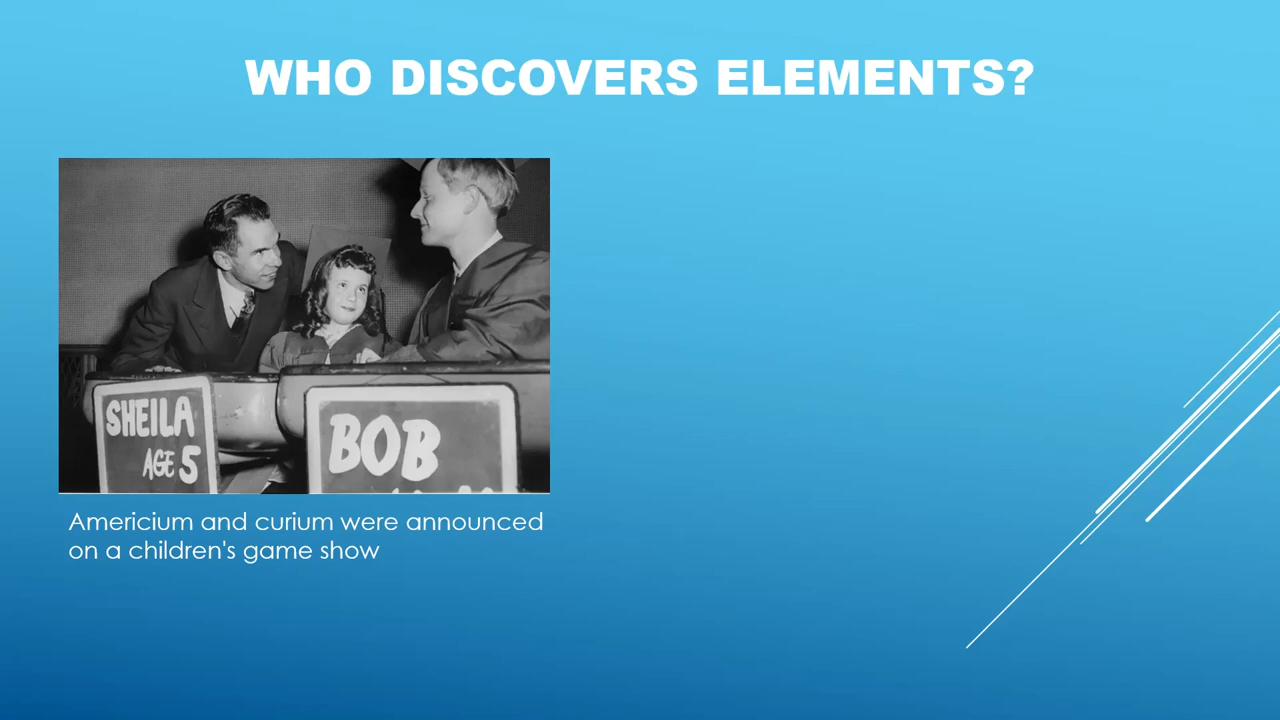 WHO DISCOVERS ELEMENTS?
SHEILA
AGE 5
BOB
Americium and curium were announced
on a children's game show